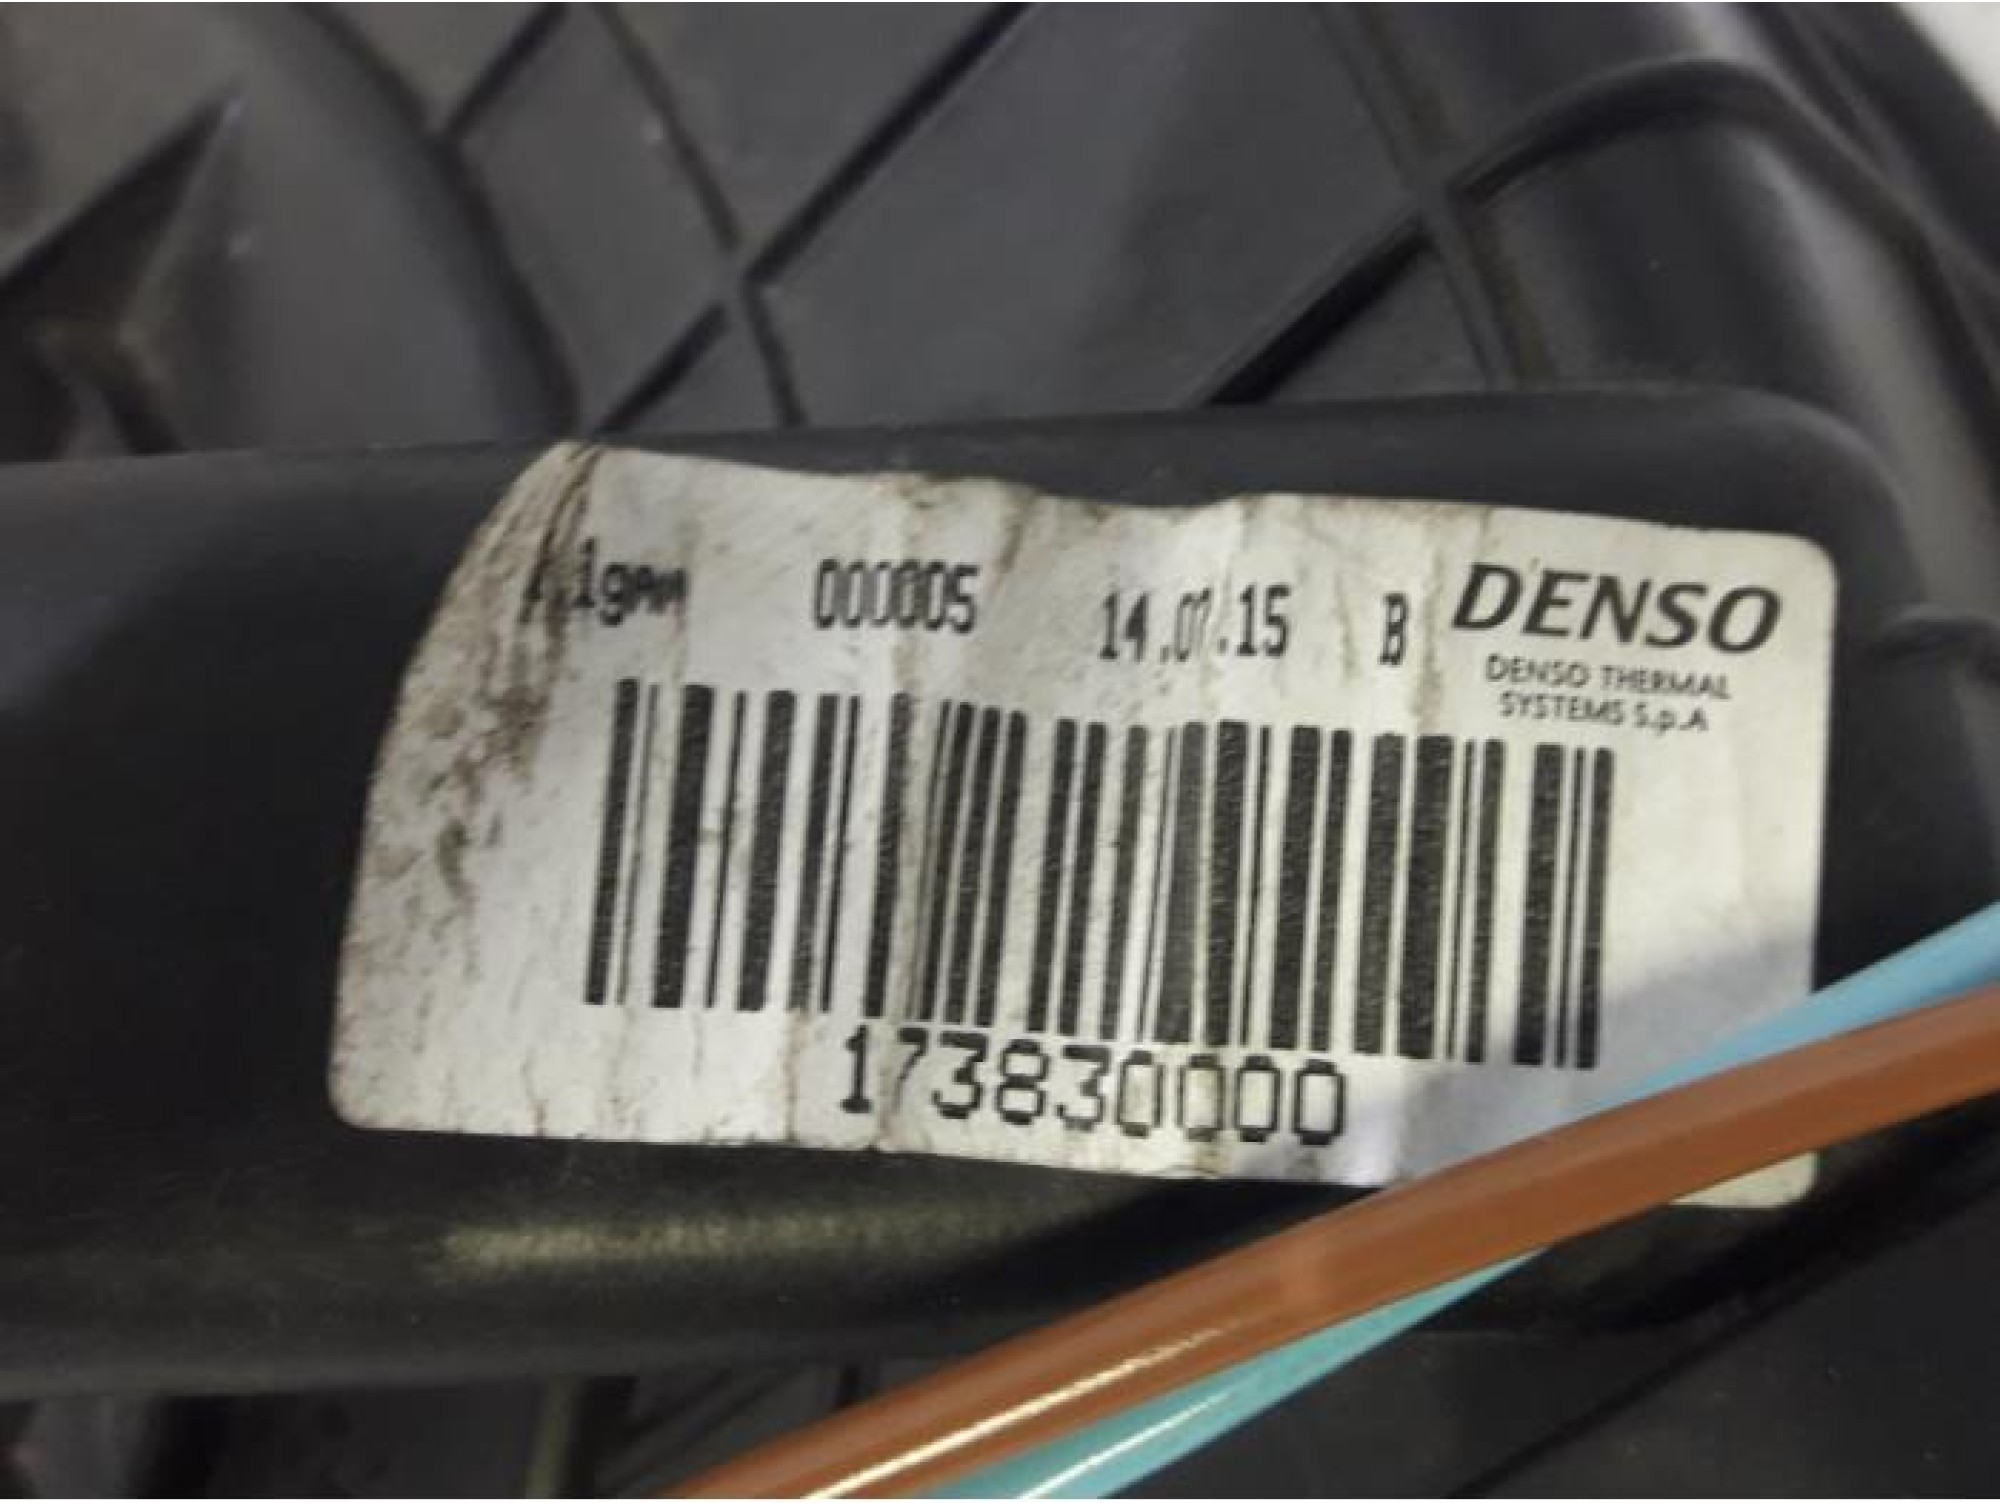 000005 14.07.15 B DENSO
DENSO THERMAL
SYSTEMS S.p.A
173830000